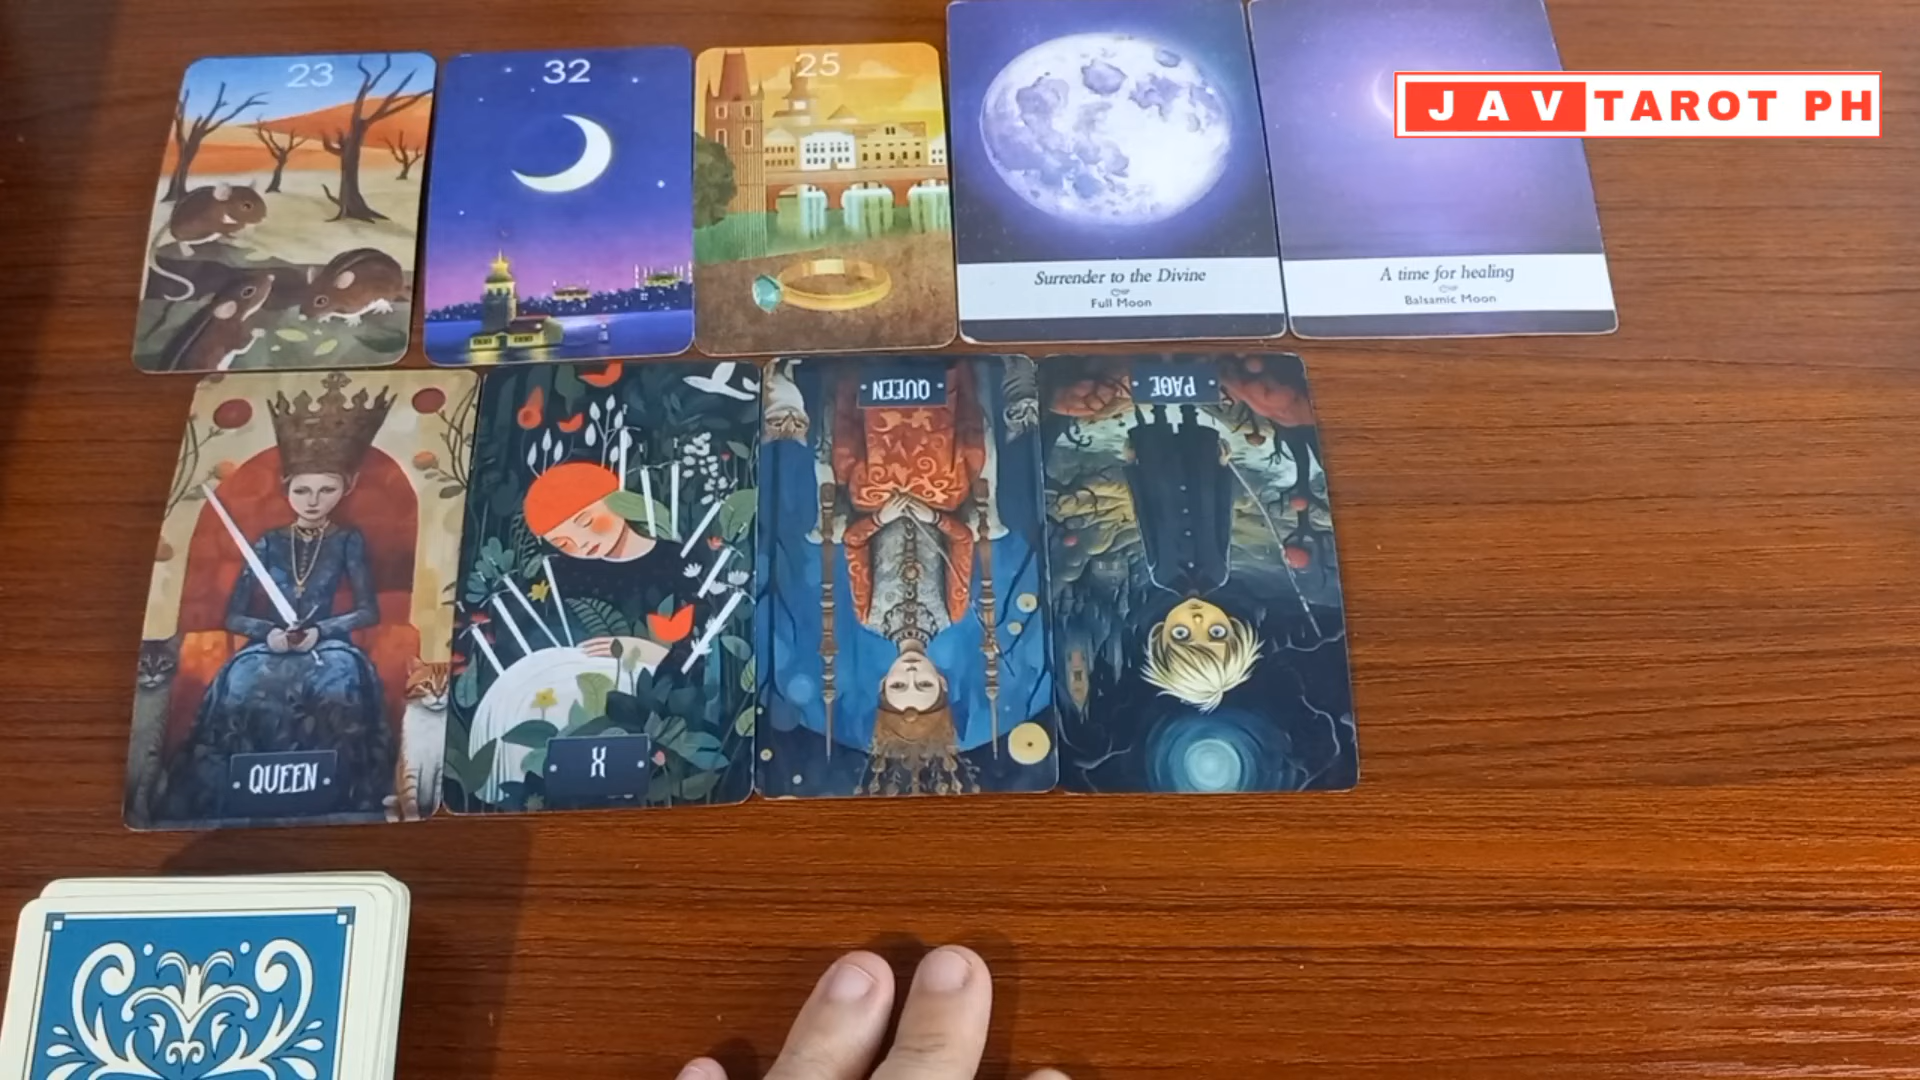 23
32
25
Surrender to the Divine
Full Moon
A time for healing
Balsamic Moon
JAV TAROT PH
QUEEN
X
QUEEN
PAGE